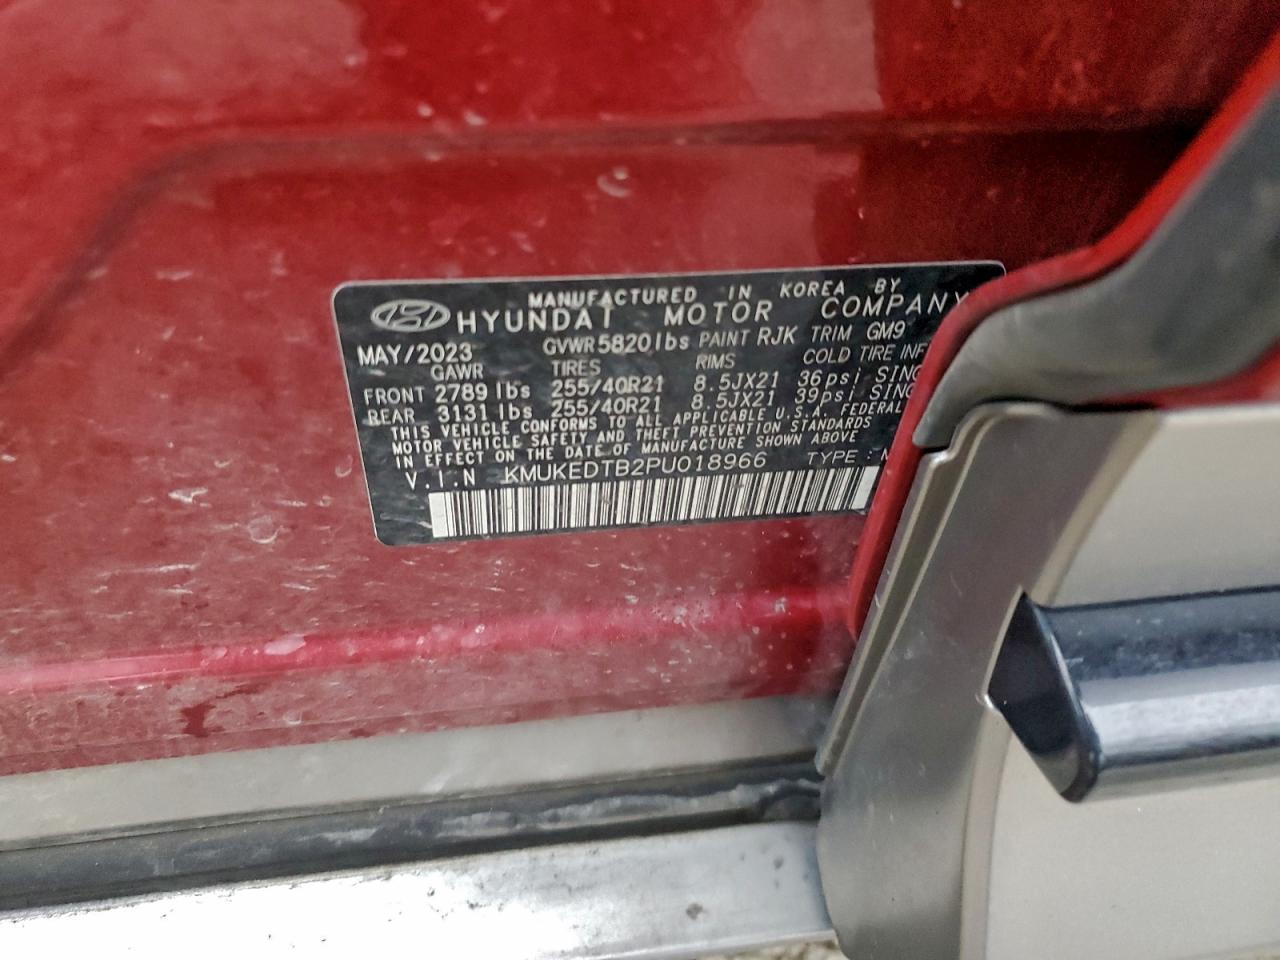 MANUFACTURED IN KOREA BY
HYUNDAI MOTOR COMPANY
MAY/2023 GVWR 5820lbs PAINT RJK TRIM GM9
GAWR TIRES RIMS COLD TIRE
FRONT 2789 lbs 255/40R21 8.5JX21 36psi
REAR 3131 lbs 255/40R21 8.5JX21 39psi
THIS VEHICLE CONFORMS TO ALL APPLICABLE U.S.A. FEDERAL
MOTOR VEHICLE SAFETY AND THEFT PREVENTION STANDARDS
IN EFFECT ON THE DATE OF MANUFACTURE SHOWN ABOVE
V.I.N KMUKEDTB2PU018966 TYPE :